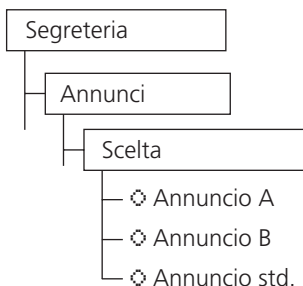 Segreteria
Annunci
Scelta
Annuncio A
Annuncio B
Annuncio std.